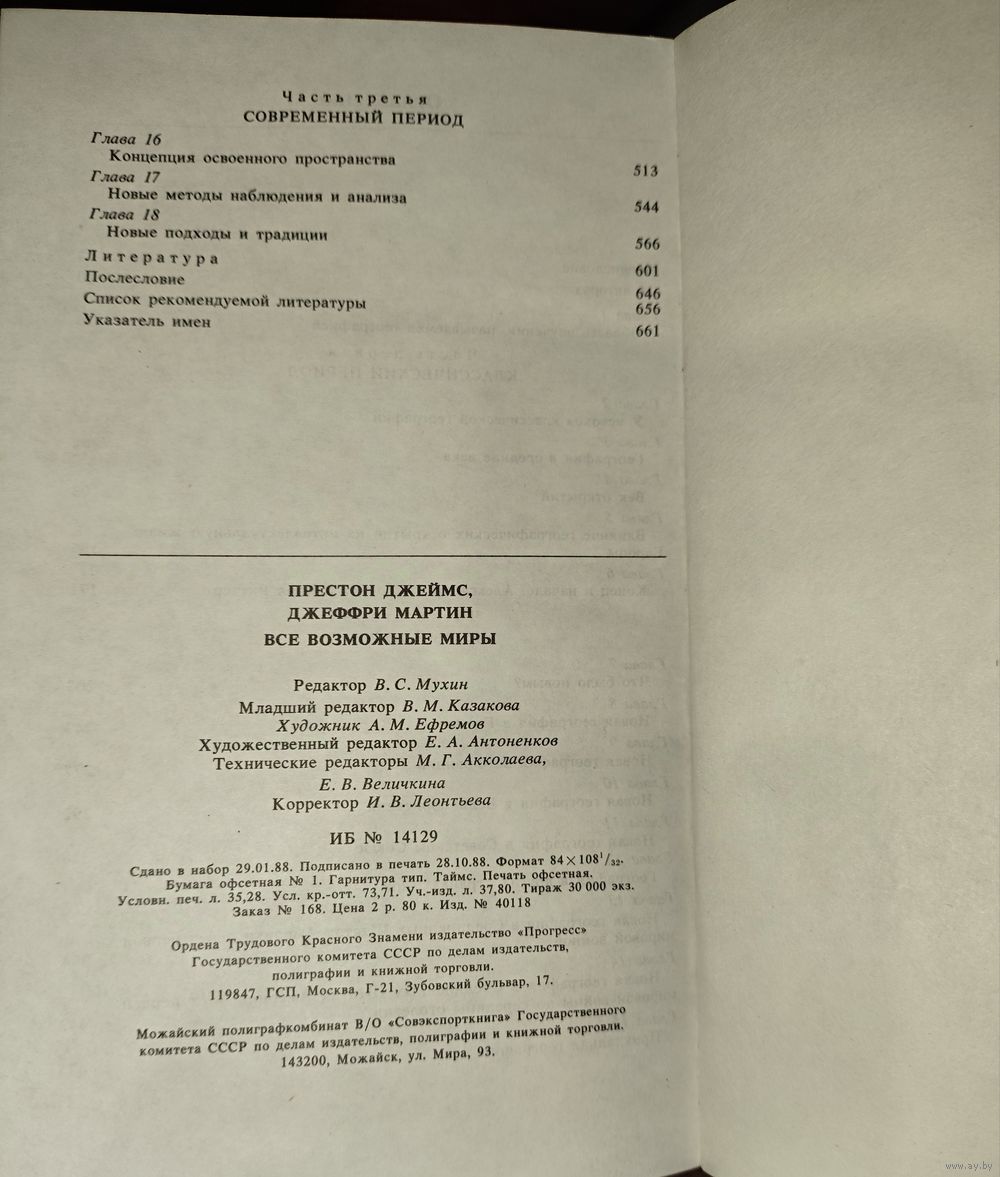 Часть третья
СОВРЕМЕННЫЙ ПЕРИОД
Глава 16
Концепция освоенного пространства 513
Глава 17
Новые методы наблюдения и анализа 544
Глава 18
Новые подходы и традиции 566
Литература 601
Послесловие 646
Список рекомендуемой литературы 656
Указатель имен 661
ПРЕСТОН ДЖЕЙМС,
ДЖЕФФРИ МАРТИН
ВСЕ ВОЗМОЖНЫЕ МИРЫ
Редактор В. С. Мухин
Младший редактор В. М. Казакова
Художник А. М. Ефремов
Художественный редактор Е. А. Антоненков
Технические редакторы М. Г. Акколаева,
Е. В. Величкина
Корректор И. В. Леонтьева
ИБ № 14129
Сдано в набор 29.01.88. Подписано в печать 28.10.88. Формат 84×108 1/32.
Бумага офсетная № 1. Гарнитура тип. Таймс. Печать офсетная.
Условн. печ. л. 35,28. Усл. кр.-отт. 73,71. Уч.-изд. л. 37,80. Тираж 30 000 экз.
Заказ № 168. Цена 2 р. 80 к. Изд. № 40118
Ордена Трудового Красного Знамени издательство «Прогресс»
Государственного комитета СССР по делам издательств,
полиграфии и книжной торговли.
119847, ГСП, Москва, Г-21, Зубовский бульвар, 17.
Можайский полиграфкомбинат В/О «Совэкспорткнига» Государственного
комитета СССР по делам издательств, полиграфии и книжной торговли.
143200, Можайск, ул. Мира, 93.
www.ay.by